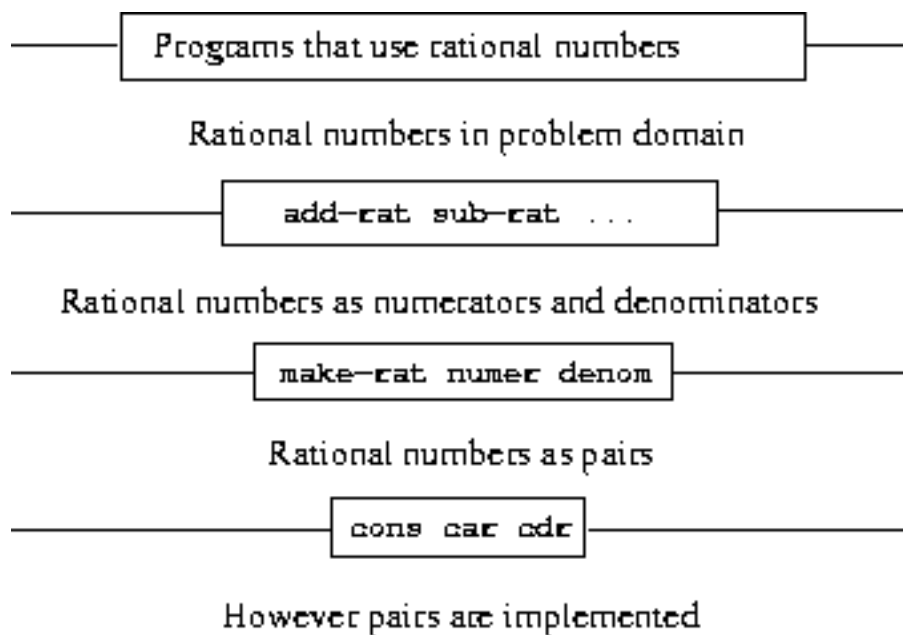 Programs that use rational numbers
Rational numbers in problem domain
add-rat sub-rat ...
Rational numbers as numerators and denominators
make-rat numer denom
Rational numbers as pairs
cons car cdr
However pairs are implemented